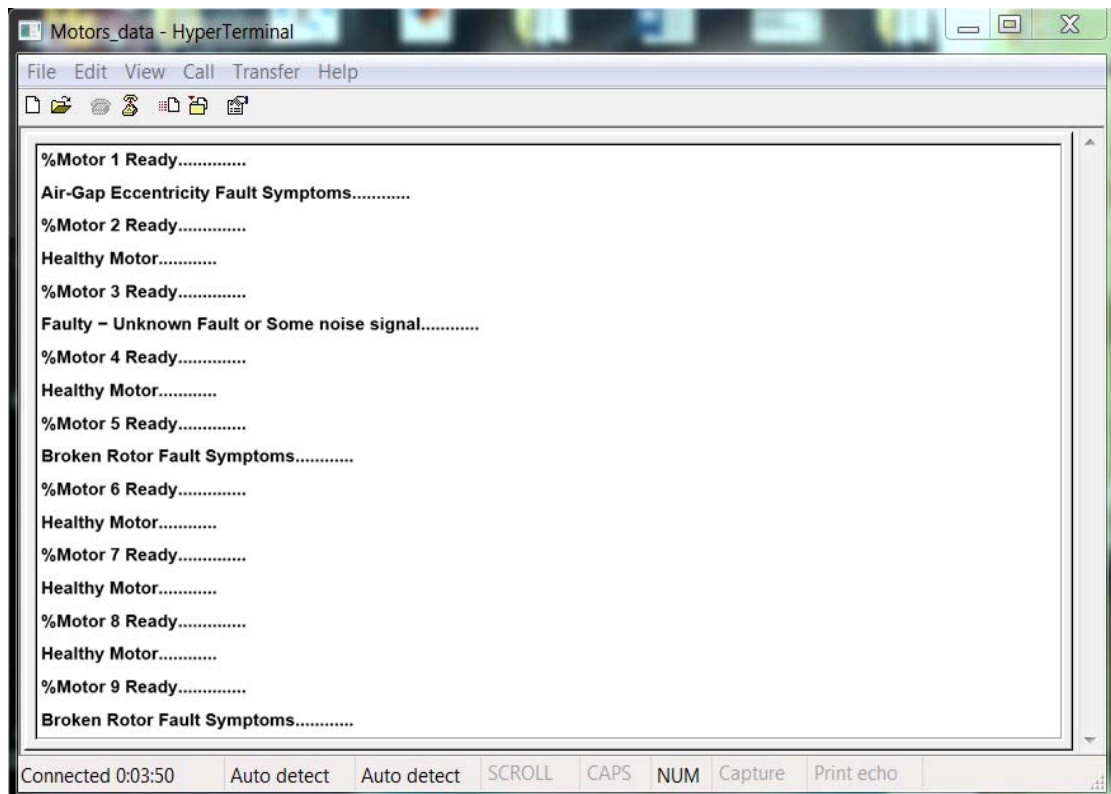 Motors_data - HyperTerminal
File Edit View Call Transfer Help
%Motor 1 Ready..............
Air-Gap Eccentricity Fault Symptoms............
%Motor 2 Ready..............
Healthy Motor............
%Motor 3 Ready..............
Faulty − Unknown Fault or Some noise signal............
%Motor 4 Ready..............
Healthy Motor............
%Motor 5 Ready..............
Broken Rotor Fault Symptoms............
%Motor 6 Ready..............
Healthy Motor............
%Motor 7 Ready..............
Healthy Motor............
%Motor 8 Ready..............
Healthy Motor............
%Motor 9 Ready..............
Broken Rotor Fault Symptoms............
Connected 0:03:50 Auto detect Auto detect SCROLL CAPS NUM Capture Print echo